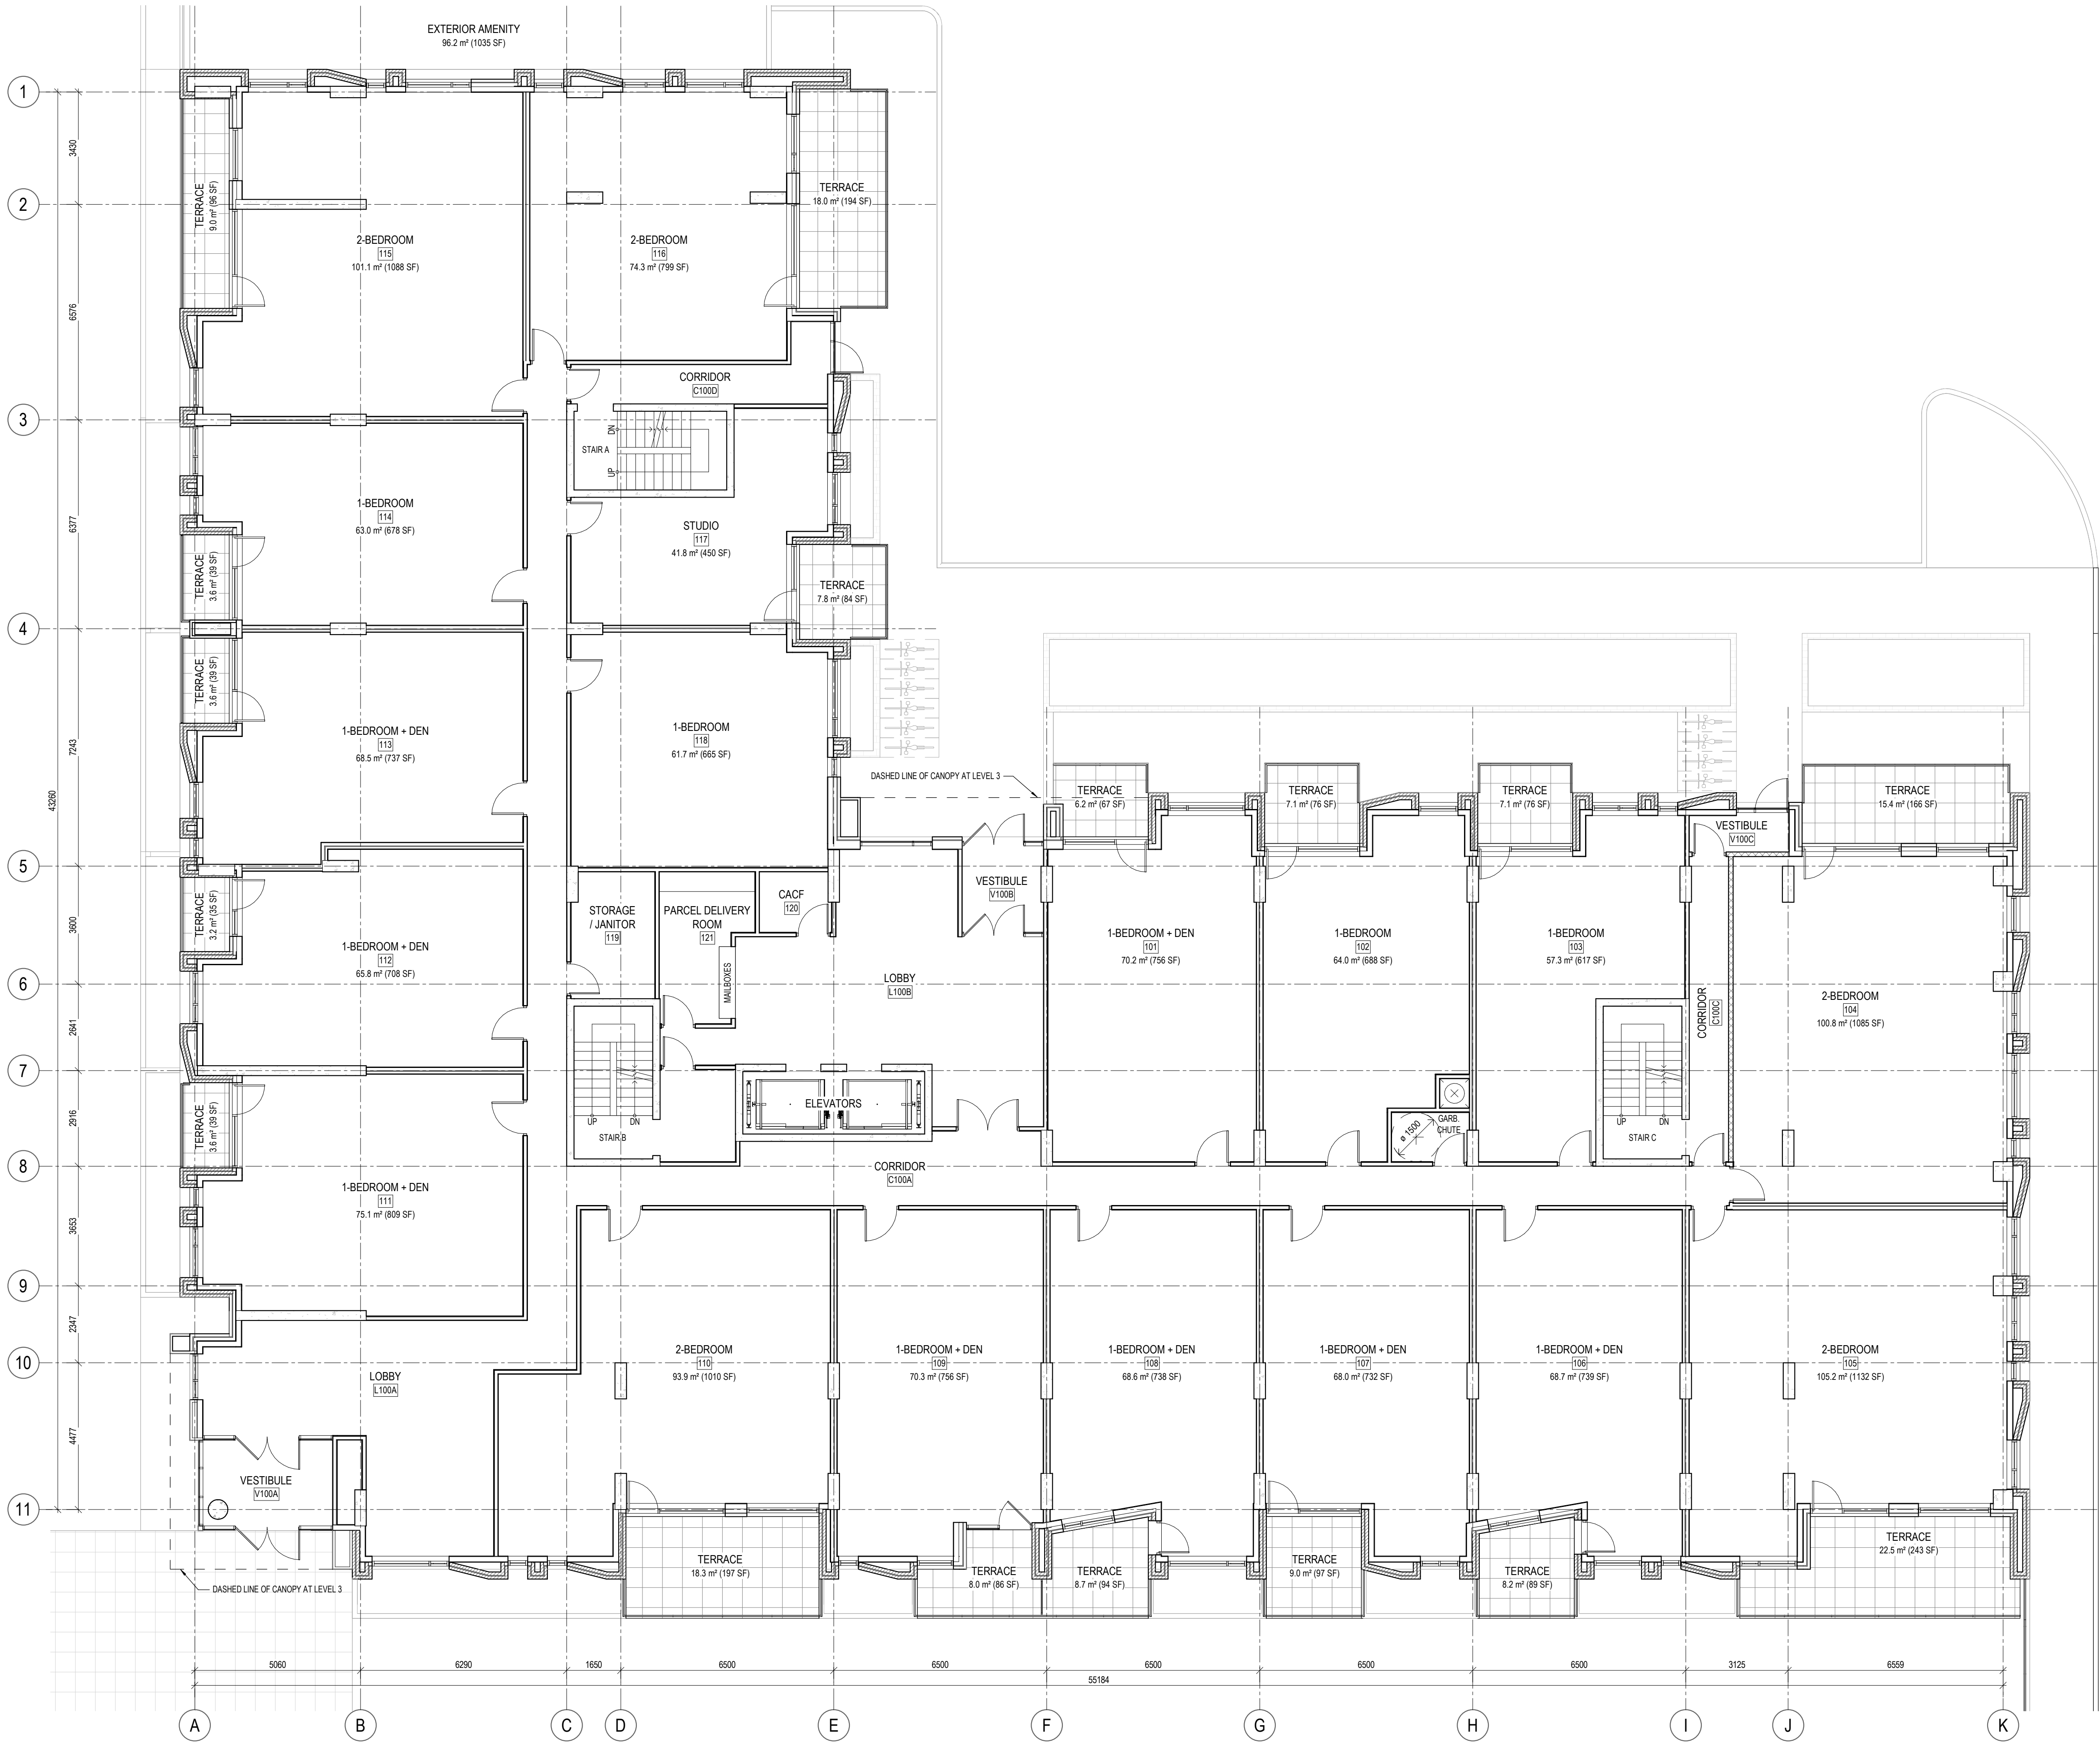 EXTERIOR AMENITY
96.2 m² (1035 SF)
1
2
3
4
5
6
7
8
9
10
11
3430
6576
6377
7243
3600
2641
2916
3653
2347
4477
43260
TERRACE
9.0 m² (96 SF)
2-BEDROOM
115
101.1 m² (1088 SF)
2-BEDROOM
116
74.3 m² (799 SF)
TERRACE
18.0 m² (194 SF)
CORRIDOR
C100D
STAIR A
DN
UP
1-BEDROOM
114
63.0 m² (678 SF)
TERRACE
3.6 m² (39 SF)
STUDIO
117
41.8 m² (450 SF)
TERRACE
7.8 m² (84 SF)
TERRACE
3.6 m² (39 SF)
1-BEDROOM + DEN
113
68.5 m² (737 SF)
1-BEDROOM
118
61.7 m² (665 SF)
DASHED LINE OF CANOPY AT LEVEL 3
TERRACE
6.2 m² (67 SF)
TERRACE
7.1 m² (76 SF)
TERRACE
7.1 m² (76 SF)
TERRACE
15.4 m² (166 SF)
VESTIBULE
V100C
TERRACE
3.2 m² (35 SF)
1-BEDROOM + DEN
112
65.8 m² (708 SF)
STORAGE
/ JANITOR
119
PARCEL DELIVERY
ROOM
121
CACF
120
MAILBOXES
VESTIBULE
V100B
LOBBY
L100B
1-BEDROOM + DEN
101
70.2 m² (756 SF)
1-BEDROOM
102
64.0 m² (688 SF)
1-BEDROOM
103
57.3 m² (617 SF)
CORRIDOR
C100C
2-BEDROOM
104
100.8 m² (1085 SF)
TERRACE
3.6 m² (39 SF)
1-BEDROOM + DEN
111
75.1 m² (809 SF)
UP
DN
STAIR B
ELEVATORS
GARB.
CHUTE
ø 1500
UP
DN
STAIR C
CORRIDOR
C100A
LOBBY
L100A
2-BEDROOM
110
93.9 m² (1010 SF)
1-BEDROOM + DEN
109
70.3 m² (756 SF)
1-BEDROOM + DEN
108
68.6 m² (738 SF)
1-BEDROOM + DEN
107
68.0 m² (732 SF)
1-BEDROOM + DEN
106
68.7 m² (739 SF)
2-BEDROOM
105
105.2 m² (1132 SF)
VESTIBULE
V100A
DASHED LINE OF CANOPY AT LEVEL 3
TERRACE
18.3 m² (197 SF)
TERRACE
8.0 m² (86 SF)
TERRACE
8.7 m² (94 SF)
TERRACE
9.0 m² (97 SF)
TERRACE
8.2 m² (89 SF)
TERRACE
22.5 m² (243 SF)
5060
6290
1650
6500
6500
6500
6500
6500
3125
6559
55184
A
B
C
D
E
F
G
H
I
J
K